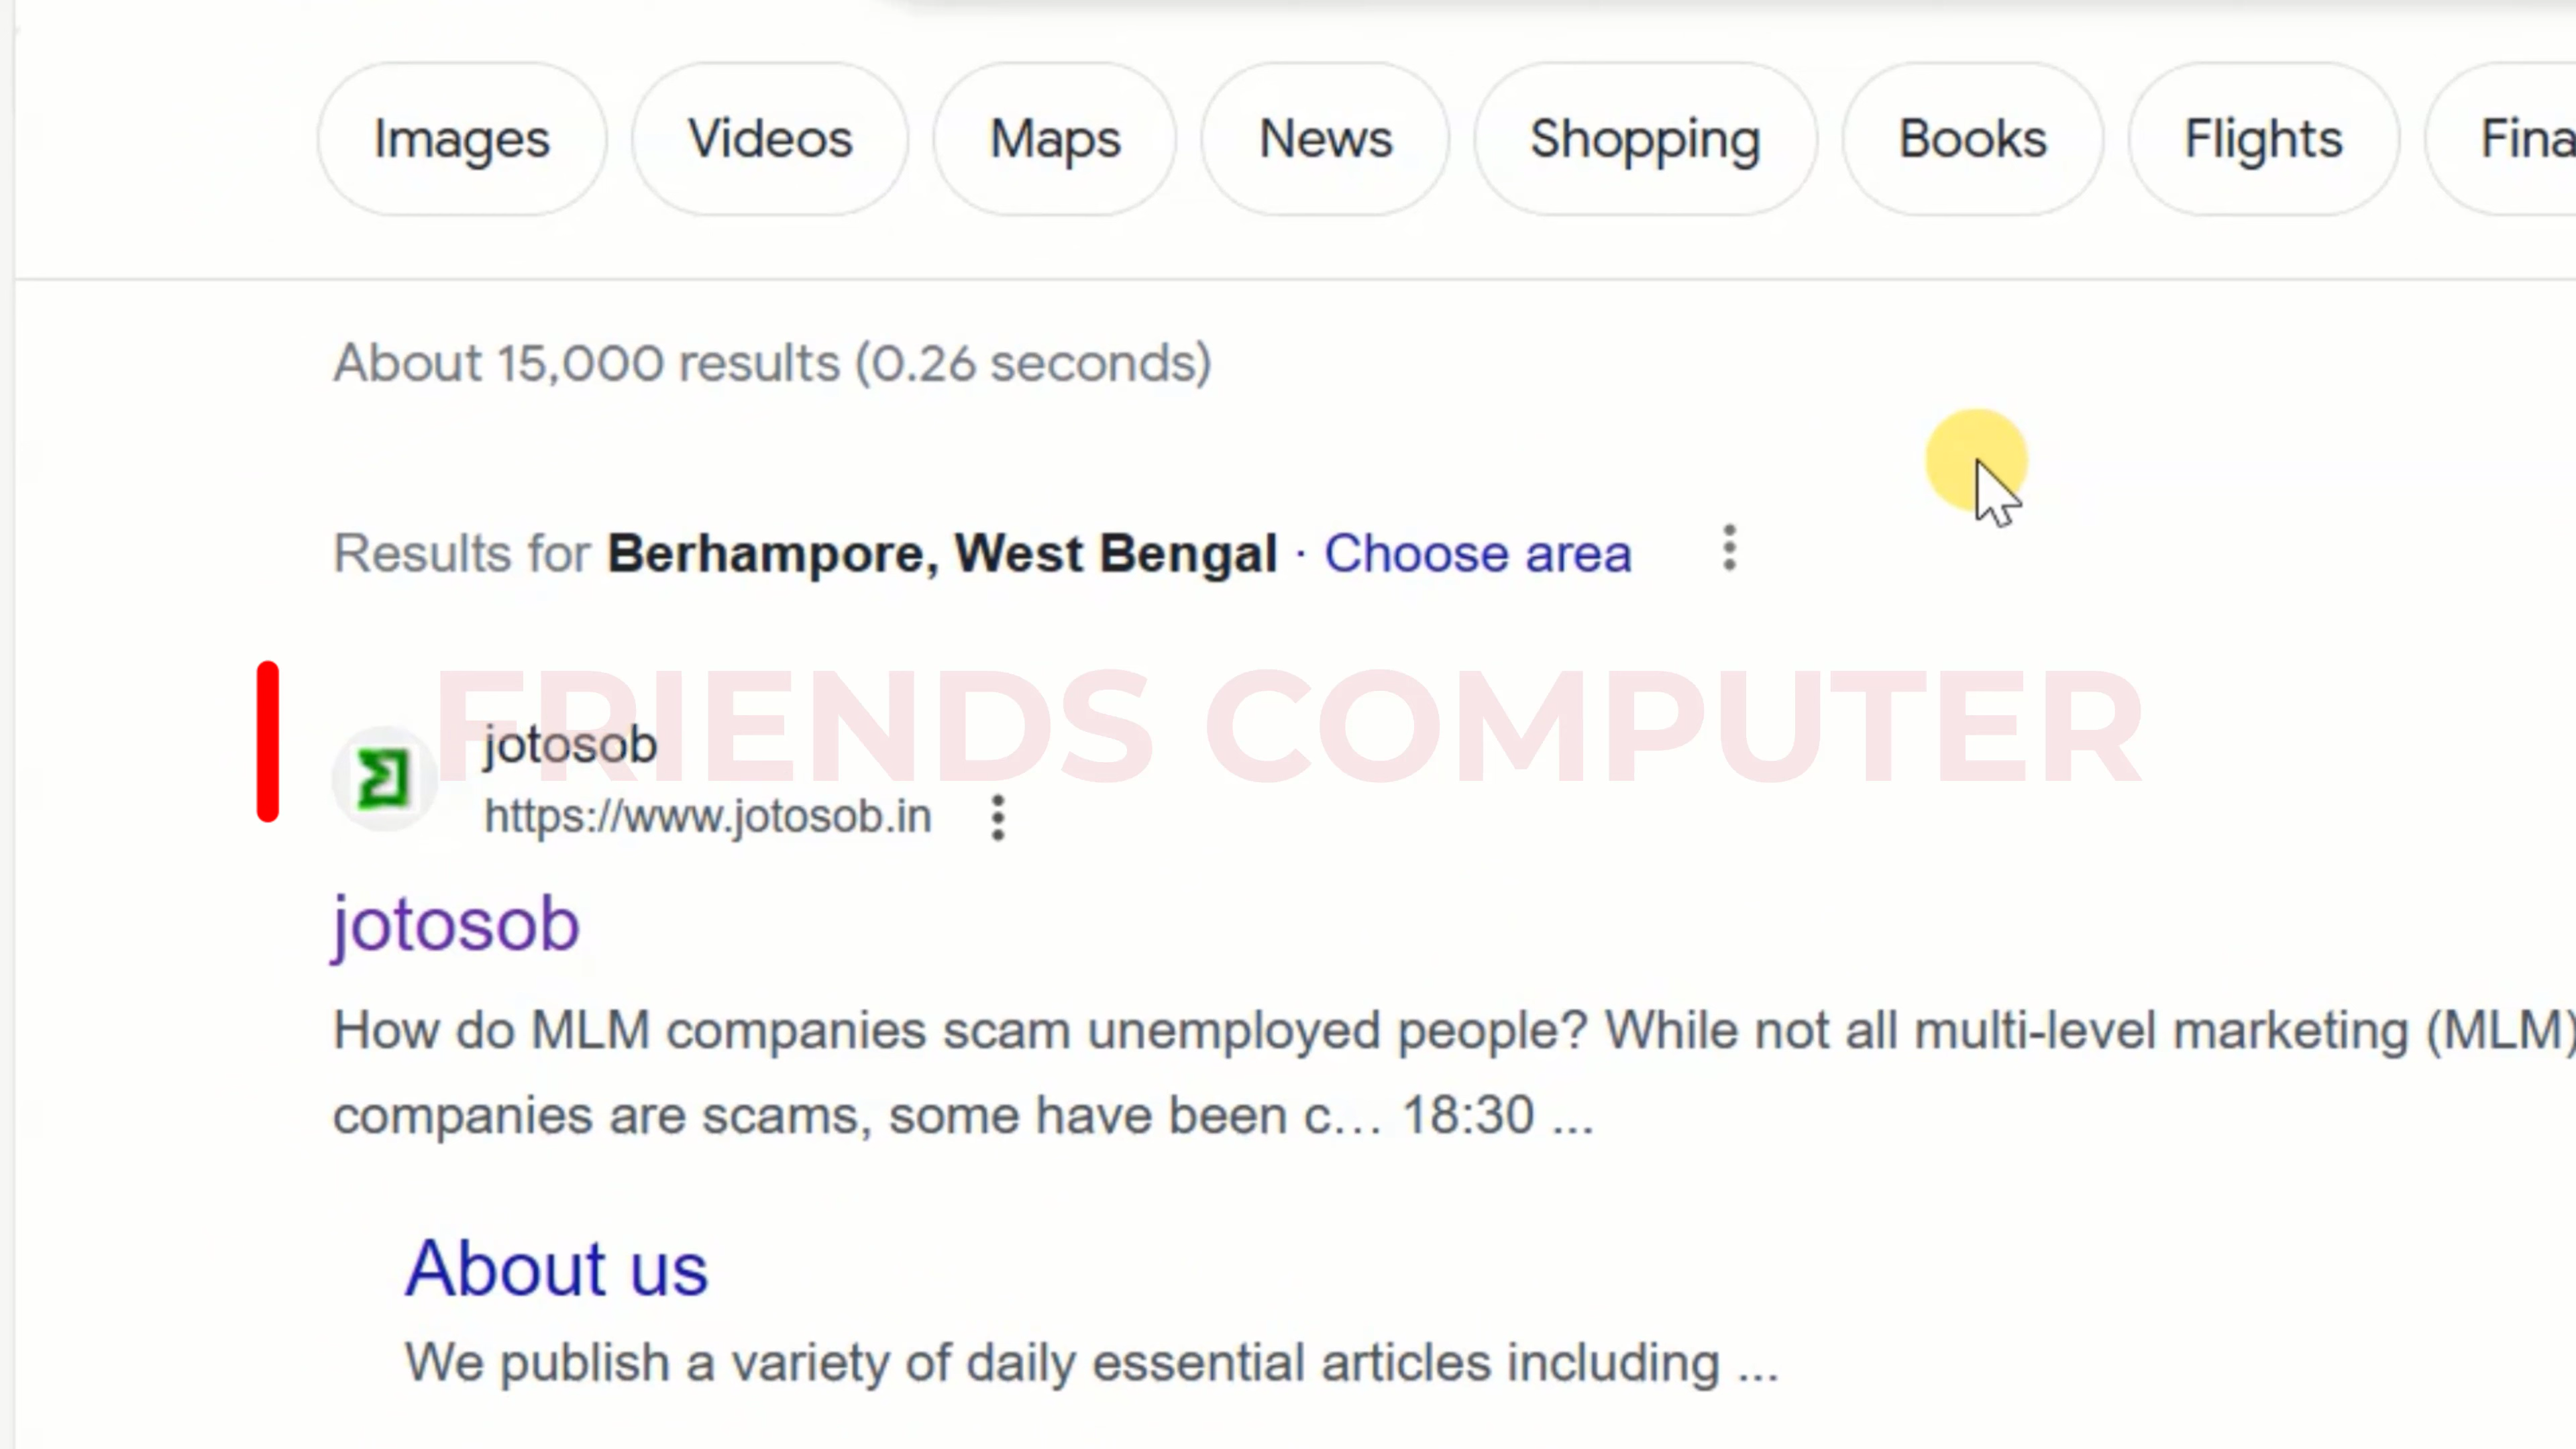 Images Videos Maps News Shopping Books Flights
About 15,000 results (0.26 seconds)
Results for Berhampore, West Bengal · Choose area
FRIENDS COMPUTER
jotosob
https://www.jotosob.in
jotosob
How do MLM companies scam unemployed people? While not all multi-level marketing (MLM)
companies are scams, some have been c... 18:30 ...
About us
We publish a variety of daily essential articles including ...